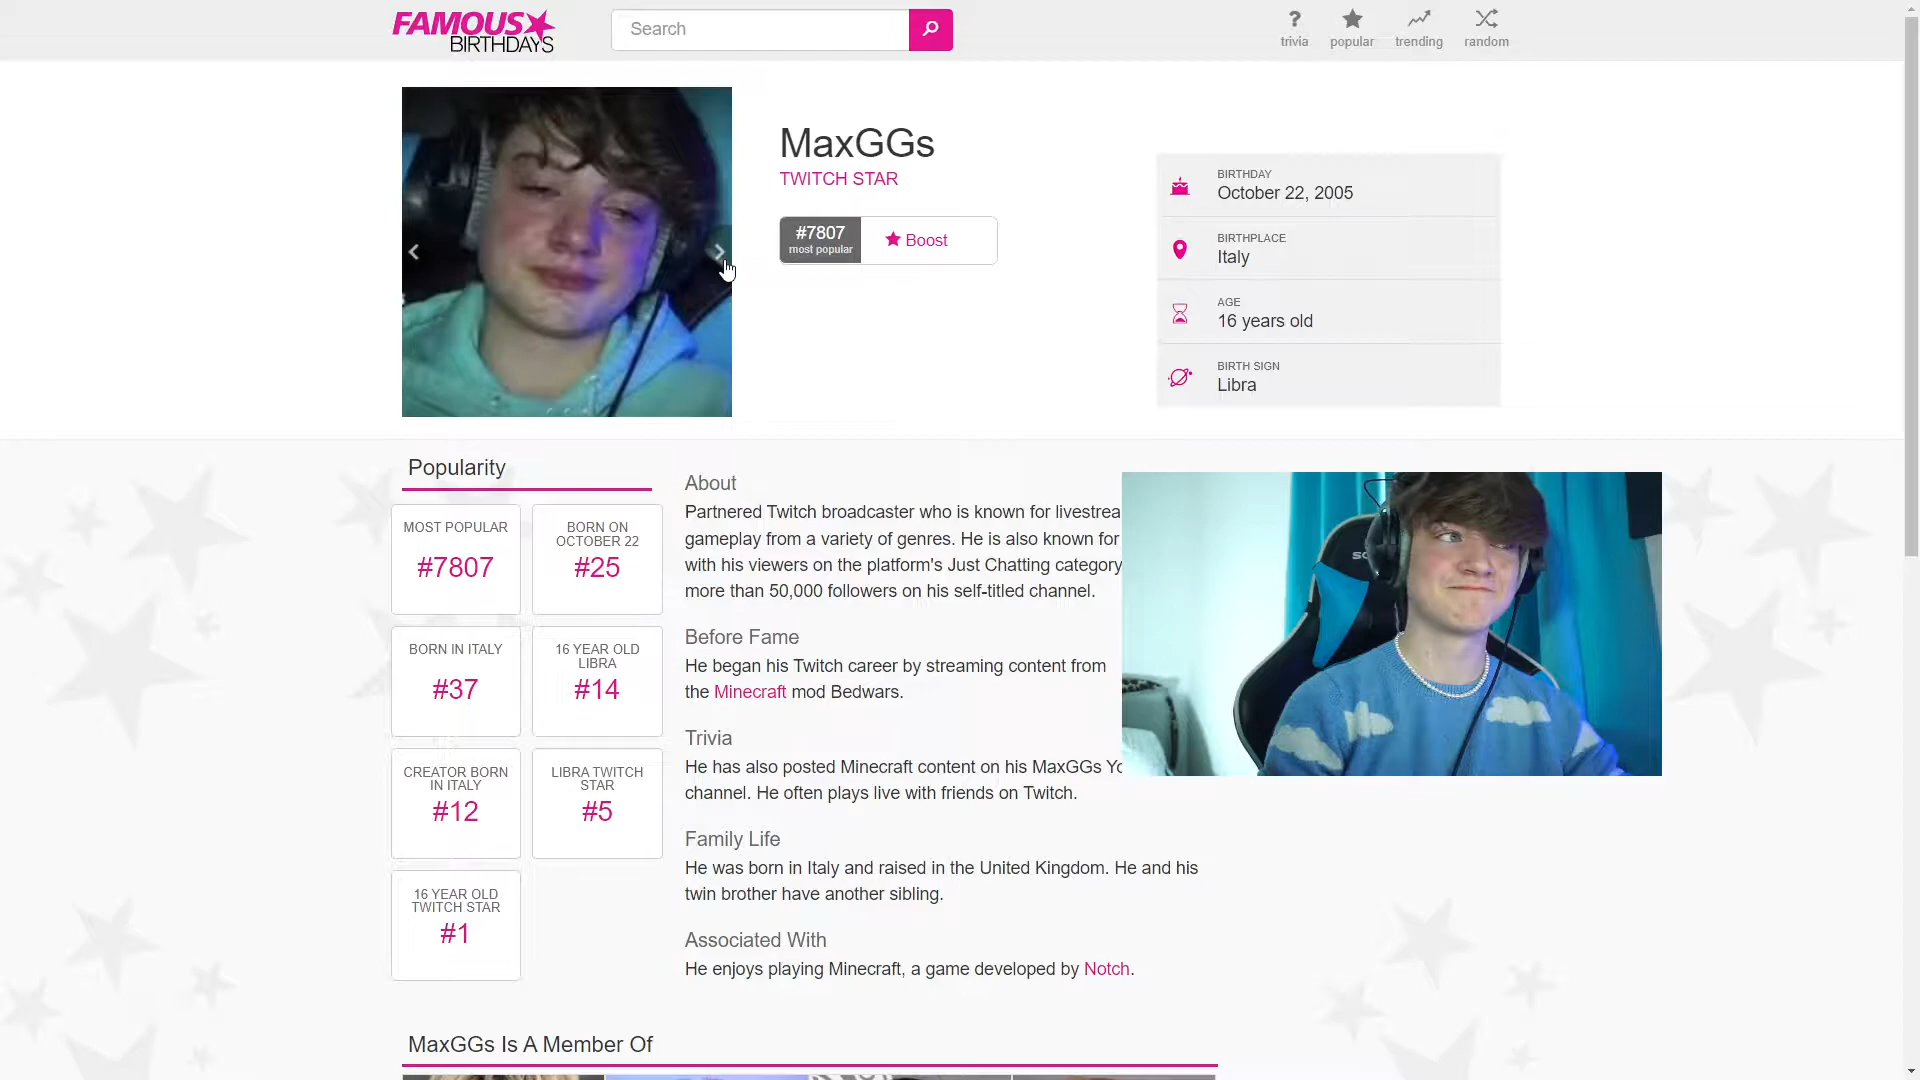 FAMOUS
BIRTHDAYS
Search
?
trivia
popular
trending
random
MaxGGs
TWITCH STAR
#7807
most popular
Boost
BIRTHDAY
October 22, 2005
BIRTHPLACE
Italy
AGE
16 years old
BIRTH SIGN
Libra
Popularity
MOST POPULAR
#7807
BORN ON
OCTOBER 22
#25
BORN IN ITALY
#37
16 YEAR OLD
LIBRA
#14
CREATOR BORN
IN ITALY
#12
LIBRA TWITCH
STAR
#5
16 YEAR OLD
TWITCH STAR
#1
About
Partnered Twitch broadcaster who is known for livestrea
gameplay from a variety of genres. He is also known for
with his viewers on the platform's Just Chatting category
more than 50,000 followers on his self-titled channel.
Before Fame
He began his Twitch career by streaming content from
the Minecraft mod Bedwars.
Trivia
He has also posted Minecraft content on his MaxGGs Yo
channel. He often plays live with friends on Twitch.
Family Life
He was born in Italy and raised in the United Kingdom. He and his
twin brother have another sibling.
Associated With
He enjoys playing Minecraft, a game developed by Notch.
MaxGGs Is A Member Of